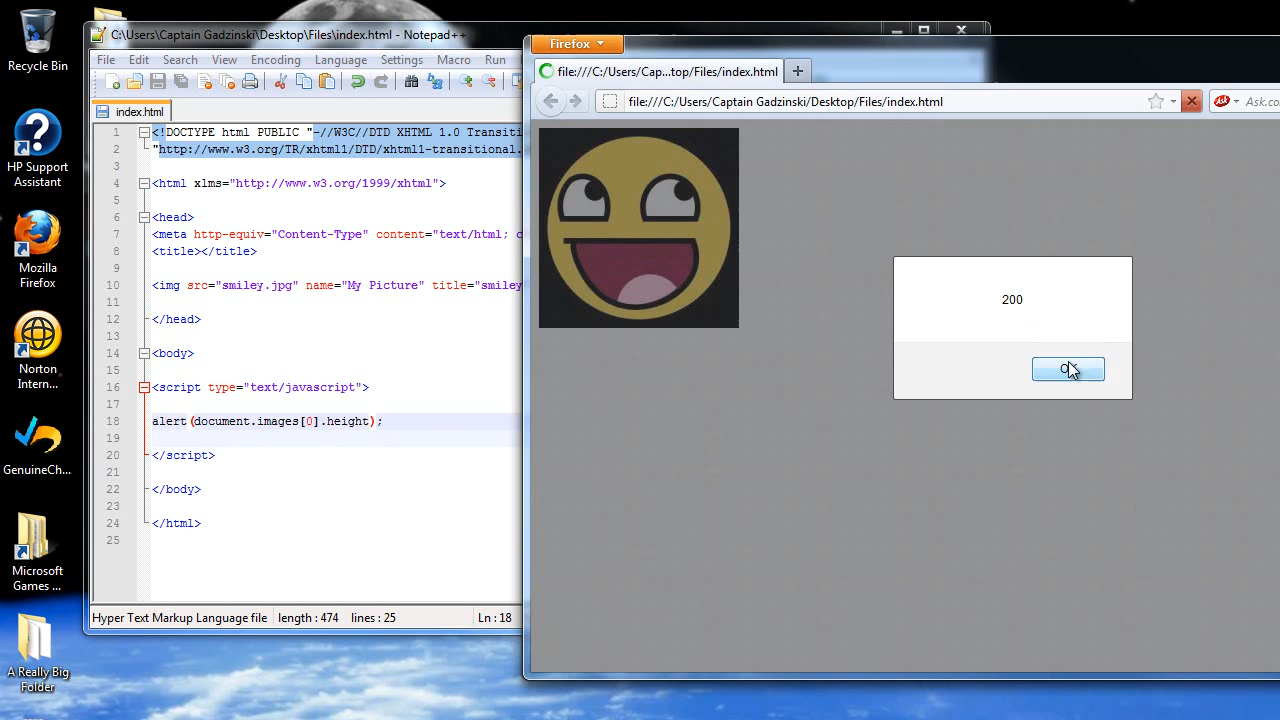 Recycle Bin
HP Support
Assistant
Mozilla
Firefox
Norton
Intern...
GenuineCh...
Microsoft
Games ...
A Really Big
Folder
C:\Users\Captain Gadzinski\Desktop\Files\index.html - Notepad++
File Edit Search View Encoding Language Settings Macro Run
index.html
1 <!DOCTYPE html PUBLIC "-//W3C//DTD XHTML 1.0 Transiti
2 "http://www.w3.org/TR/xhtml1/DTD/xhtml1-transitional.
3
4 <html xlms="http://www.w3.org/1999/xhtml">
5
6 <head>
7 <meta http-equiv="Content-Type" content="text/html; c
8 <title></title>
9
10 <img src="smiley.jpg" name="My Picture" title="smiley
11
12 </head>
13
14 <body>
15
16 <script type="text/javascript">
17
18 alert(document.images[0].height);
19
20 </script>
21
22 </body>
23
24 </html>
25
Hyper Text Markup Language file length : 474 lines : 25 Ln : 18
Firefox
file:///C:/Users/Cap...top/Files/index.html
file:///C:/Users/Captain Gadzinski/Desktop/Files/index.html
Ask Ask.co
200